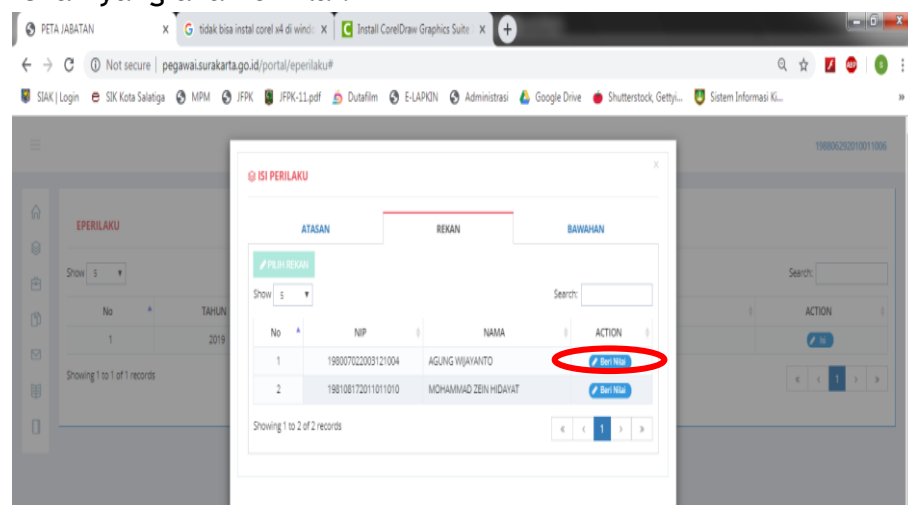 PETA JABATAN
tidak bisa instal corel x4 di windo
Install CorelDraw Graphics Suite
Not secure | pegawai.surakarta.go.id/portal/eperilaku#
SIAK | Login SIK Kota Salatiga MPM JFPK JFPK-11.pdf Dutafilm E-LAPKIN Administrasi Google Drive Shutterstock, Gettyi... Sistem Informasi Ki... »
198806292010011006
ISI PERILAKU x
ATASAN REKAN BAWAHAN
EPERILAKU
PILIH REKAN
Show 5 Search:
Show 5 Search:
No NIP NAMA ACTION
No TAHUN ACTION
1 198007022003121004 AGUNG WIJAYANTO Beri Nilai
1 2019 Isi
2 198108172011011010 MOHAMMAD ZEIN HIDAYAT Beri Nilai
Showing 1 to 1 of 1 records « ‹ 1 › »
Showing 1 to 2 of 2 records « ‹ 1 › »